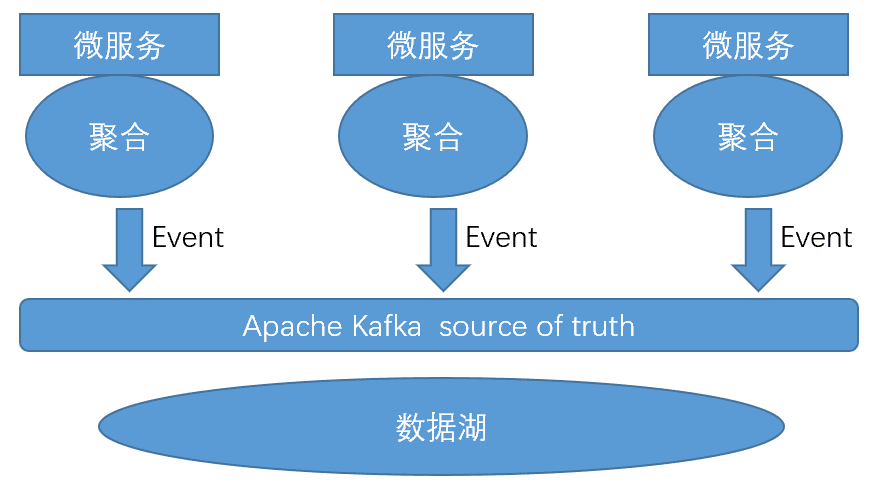 微服务 微服务 微服务
聚合 聚合 聚合
Event Event Event
Apache Kafka  source of truth
数据湖